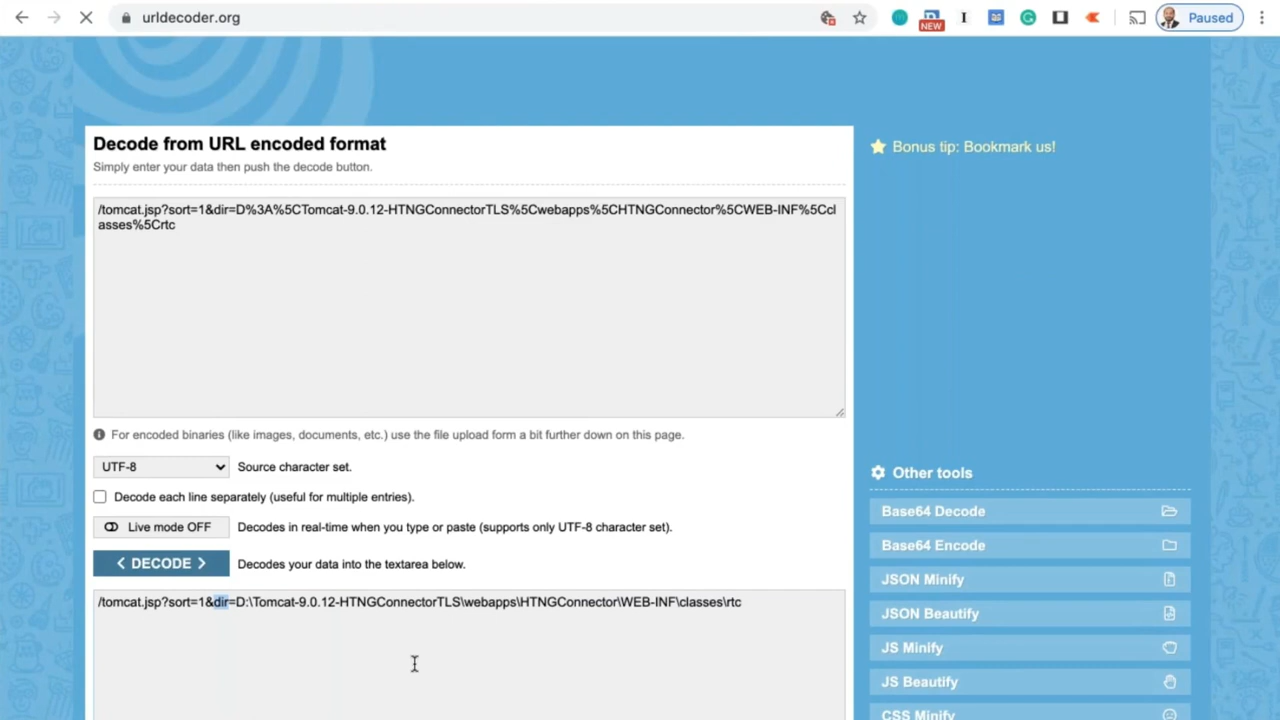 urldecoder.org
NEW
Paused
Decode from URL encoded format
Simply enter your data then push the decode button.
/tomcat.jsp?sort=1&dir=D%3A%5CTomcat-9.0.12-HTNGConnectorTLS%5Cwebapps%5CHTNGConnector%5CWEB-INF%5Ccl
asses%5Crtc
For encoded binaries (like images, documents, etc.) use the file upload form a bit further down on this page.
UTF-8 Source character set.
Decode each line separately (useful for multiple entries).
Live mode OFF Decodes in real-time when you type or paste (supports only UTF-8 character set).
< DECODE > Decodes your data into the textarea below.
/tomcat.jsp?sort=1&dir=D:\Tomcat-9.0.12-HTNGConnectorTLS\webapps\HTNGConnector\WEB-INF\classes\rtc
Bonus tip: Bookmark us!
Other tools
Base64 Decode
Base64 Encode
JSON Minify
JSON Beautify
JS Minify
JS Beautify
CSS Minify